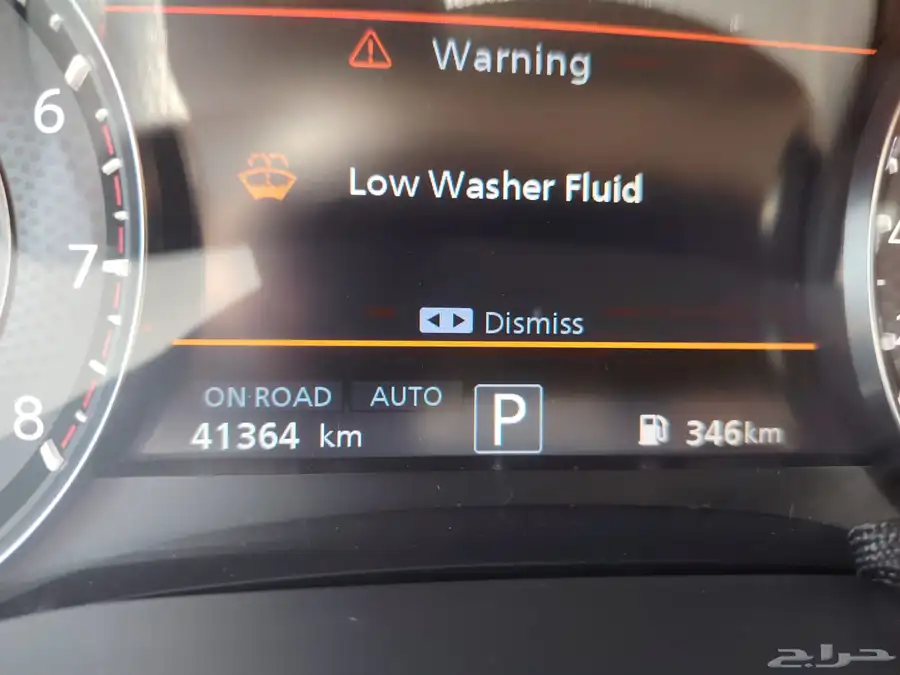 6
7
8
Warning
Low Washer Fluid
Dismiss
ON-ROAD AUTO P
41364 km
346km
حراج